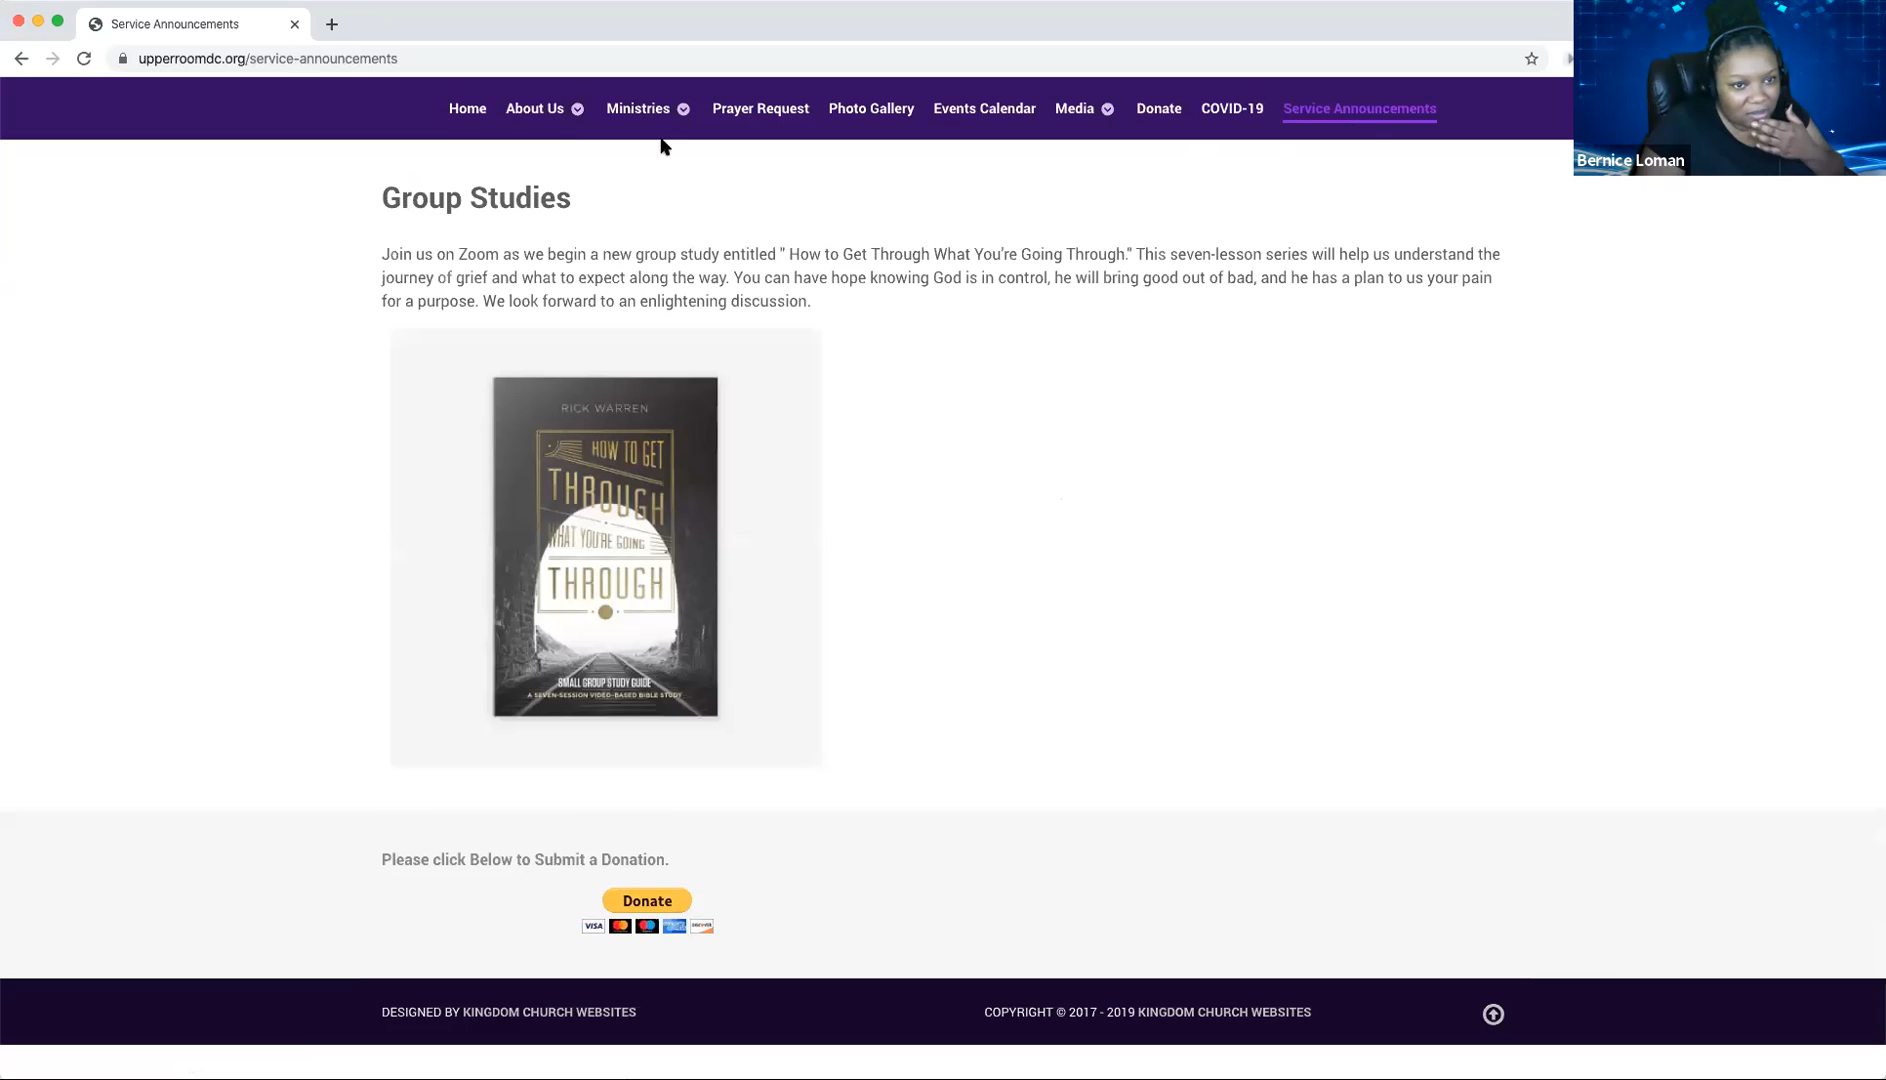 Service Announcements
upperroomdc.org/service-announcements
Home About Us Ministries Prayer Request Photo Gallery Events Calendar Media Donate COVID-19 Service Announcements
Bernice Loman
Group Studies
Join us on Zoom as we begin a new group study entitled " How to Get Through What You're Going Through." This seven-lesson series will help us understand the
journey of grief and what to expect along the way. You can have hope knowing God is in control, he will bring good out of bad, and he has a plan to us your pain
for a purpose. We look forward to an enlightening discussion.
RICK WARREN
HOW TO GET
THROUGH
WHAT YOU'RE GOING
THROUGH
SMALL GROUP STUDY GUIDE
A SEVEN-SESSION VIDEO-BASED BIBLE STUDY
Please click Below to Submit a Donation.
Donate
VISA
DISCOVER
DESIGNED BY KINGDOM CHURCH WEBSITES
COPYRIGHT © 2017 - 2019 KINGDOM CHURCH WEBSITES